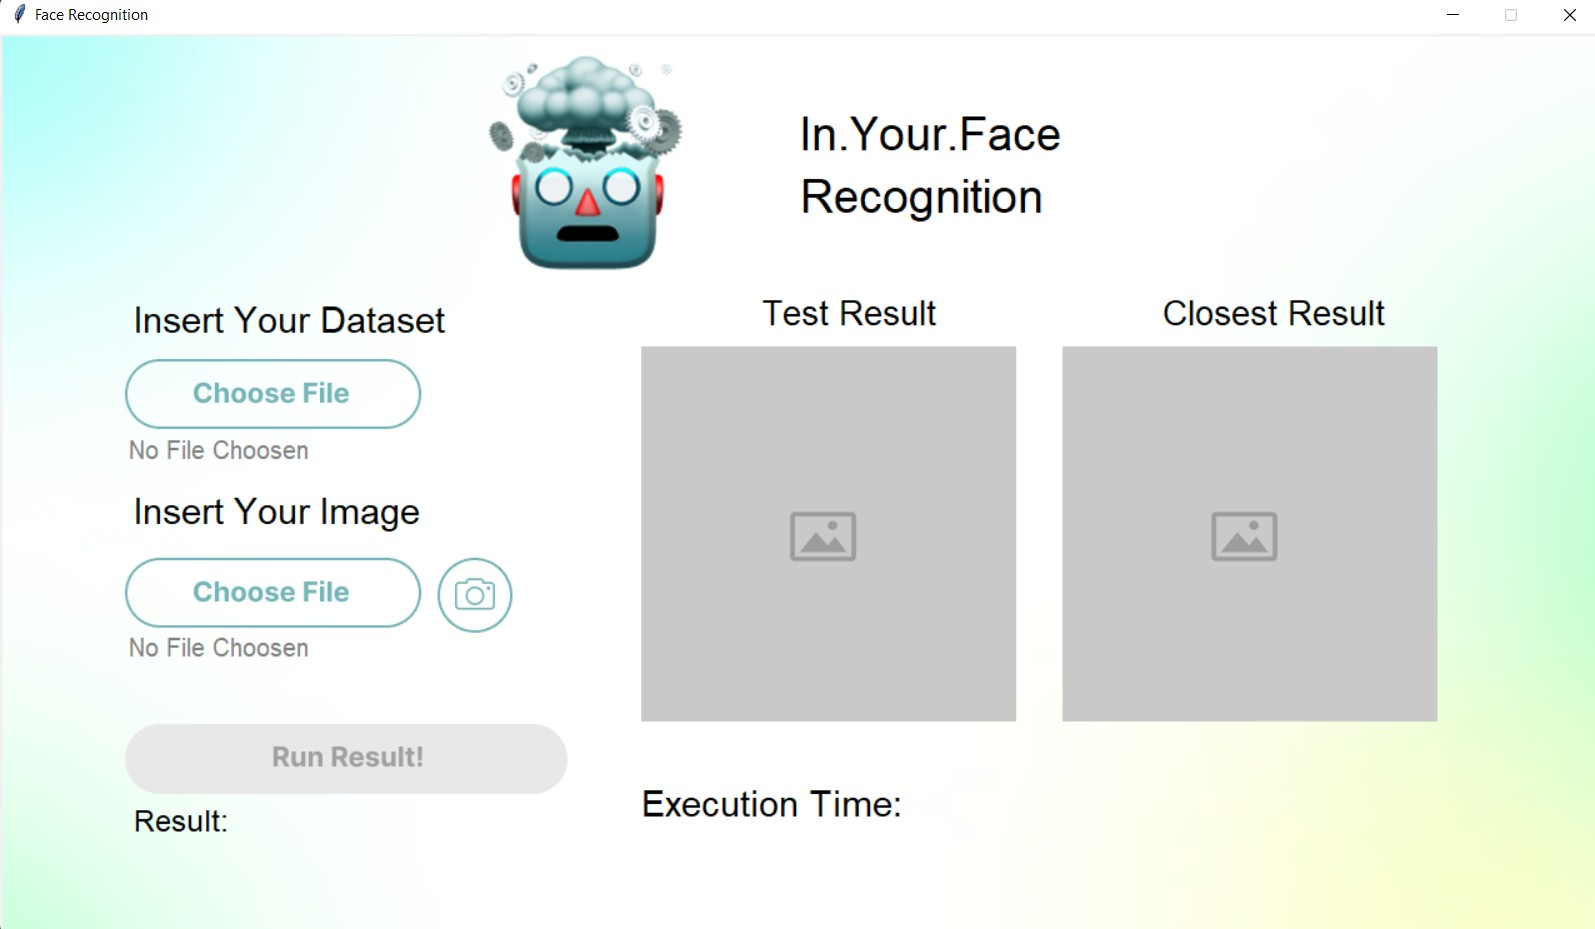 Face Recognition
In.Your.Face
Recognition
Insert Your Dataset
Choose File
No File Choosen
Insert Your Image
Choose File
No File Choosen
Run Result!
Result:
Test Result
Closest Result
Execution Time: